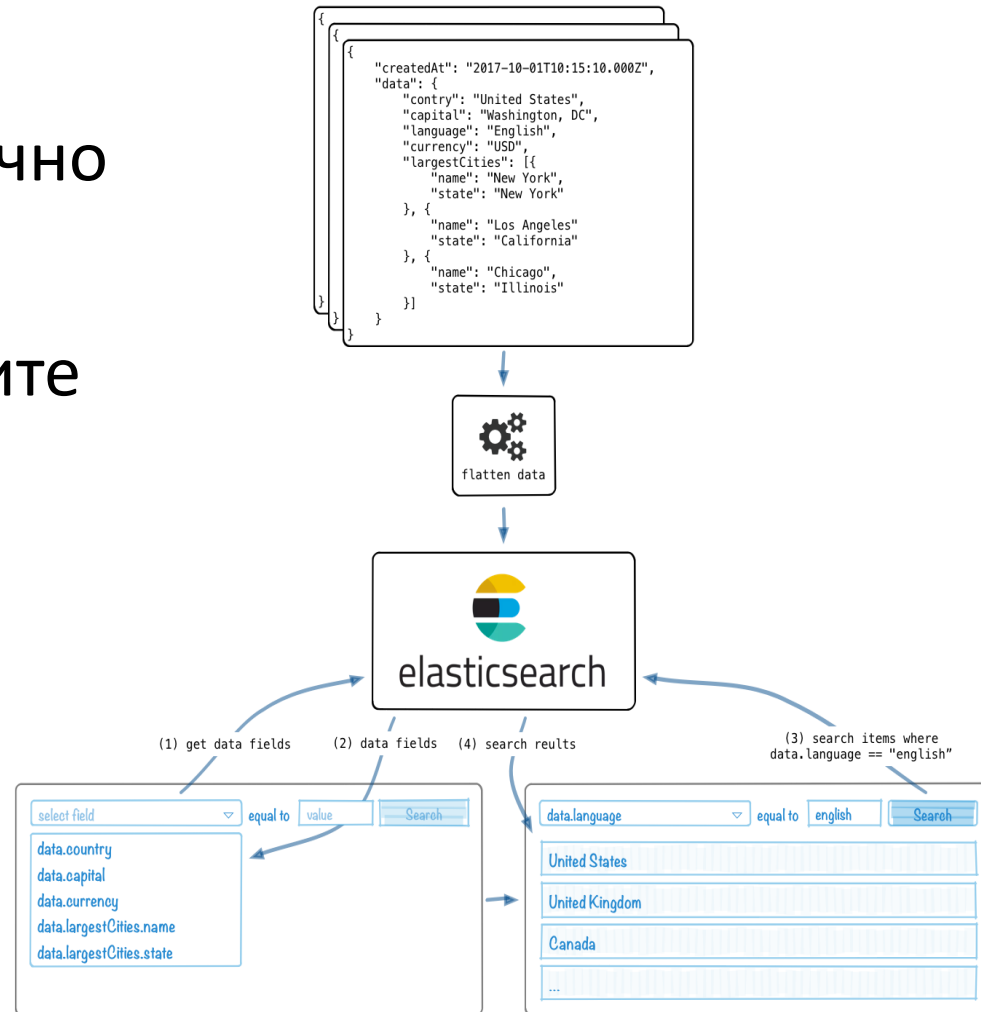 {
{
{
"createdAt": "2017-10-01T10:15:10.000Z",
"data": {
"contry": "United States",
"capital": "Washington, DC",
"language": "English",
"currency": "USD",
"largestCities": [{
"name": "New York",
"state": "New York"
}, {
"name": "Los Angeles"
"state": "California"
}, {
"name": "Chicago",
"state": "Illinois"
}]
}
}
}
}
чно
ите
flatten data
elasticsearch
(1) get data fields
(2) data fields
(4) search reults
(3) search items where
data.language == "english”
select field
equal to
value
Search
data.country
data.capital
data.currency
data.largestCities.name
data.largestCities.state
data.language
equal to
english
Search
United States
United Kingdom
Canada
...